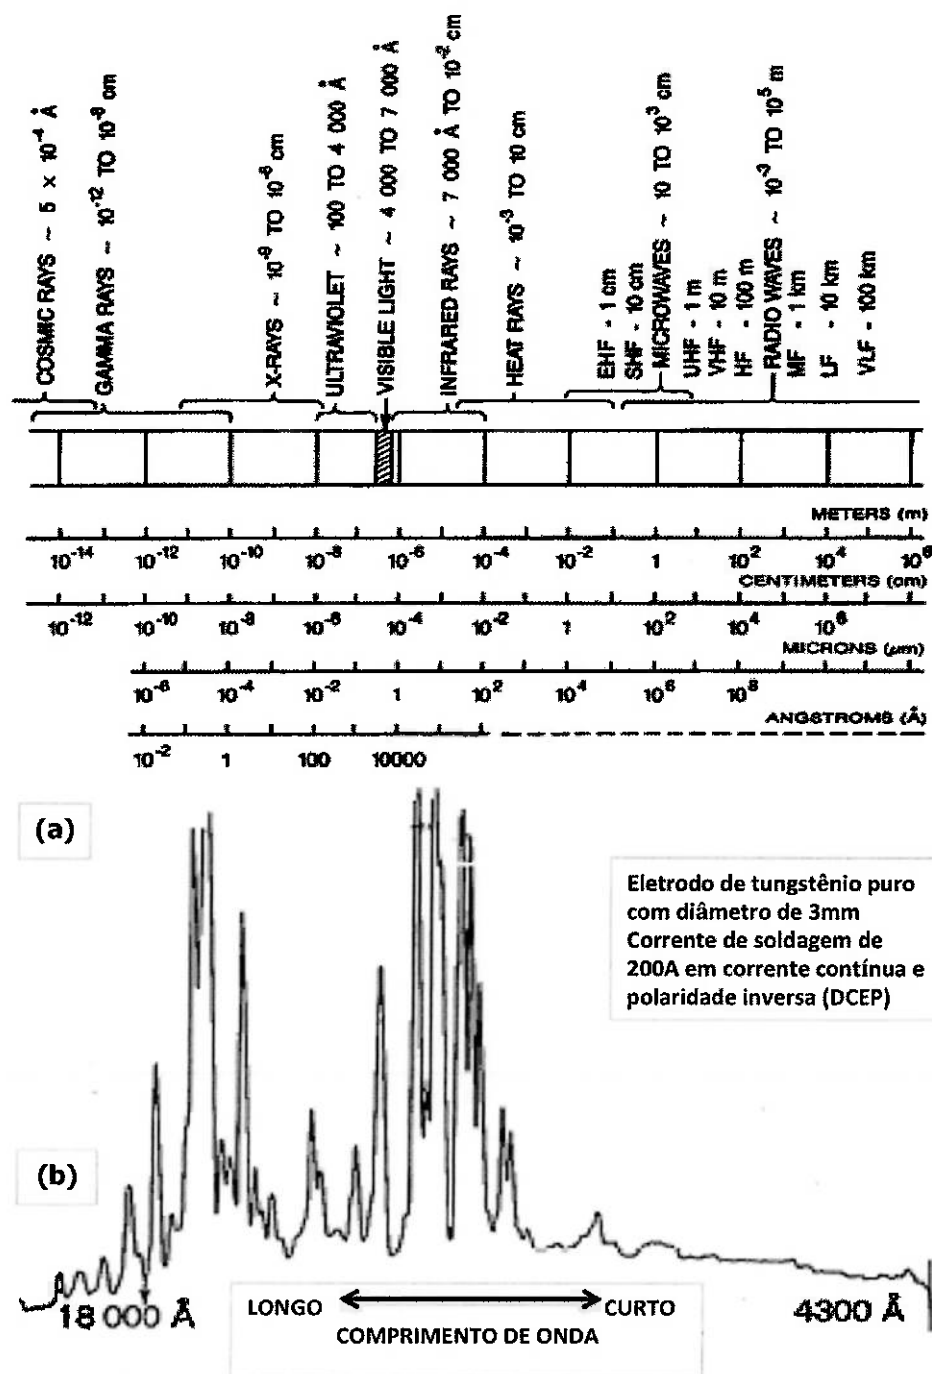 COSMIC RAYS ~ 5 × 10⁻⁴ Å
GAMMA RAYS ~ 10⁻¹² TO 10⁻⁸ cm
X-RAYS ~ 10⁻⁹ TO 10⁻⁶ cm
ULTRAVIOLET ~ 100 TO 4 000 Å
VISIBLE LIGHT ~ 4 000 TO 7 000 Å
INFRARED RAYS ~ 7 000 Å TO 10⁻² cm
HEAT RAYS ~ 10⁻³ TO 10 cm
EHF - 1 cm
SHF - 10 cm
MICROWAVES ~ 10 TO 10³ cm
UHF - 1 m
VHF - 10 m
HF - 100 m
RADIO WAVES ~ 10⁻³ TO 10⁵ m
MF - 1 km
LF - 10 km
VLF - 100 km
METERS (m)
10⁻¹⁴ 10⁻¹² 10⁻¹⁰ 10⁻⁸ 10⁻⁶ 10⁻⁴ 10⁻² 1 10² 10⁴ 10⁶
CENTIMETERS (cm)
10⁻¹² 10⁻¹⁰ 10⁻⁸ 10⁻⁶ 10⁻⁴ 10⁻² 1 10² 10⁴ 10⁶
MICRONS (μm)
10⁻⁶ 10⁻⁴ 10⁻² 1 10² 10⁴ 10⁶ 10⁸
ANGSTROMS (Å)
10⁻² 1 100 10000
(a)
Eletrodo de tungstênio puro
com diâmetro de 3mm
Corrente de soldagem de
200A em corrente contínua e
polaridade inversa (DCEP)
(b)
18 000 Å
LONGO
CURTO
4300 Å
COMPRIMENTO DE ONDA